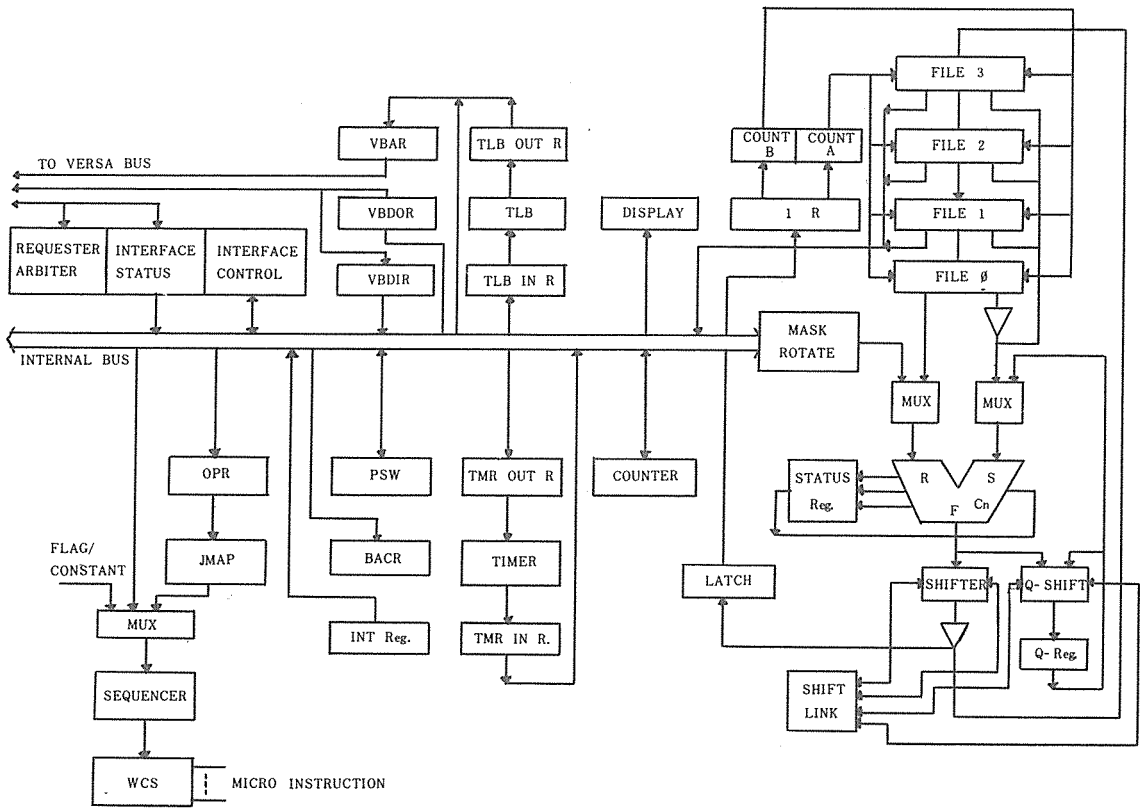 FILE 3
VBAR
TLB OUT R
COUNT
B
COUNT
A
FILE 2
TO VERSA BUS
VBDOR
TLB
DISPLAY
1 R
FILE 1
REQUESTER
ARBITER
INTERFACE
STATUS
INTERFACE
CONTROL
VBDIR
TLB IN R
FILE Ø
MASK
ROTATE
INTERNAL BUS
MUX
MUX
OPR
PSW
TMR OUT R
COUNTER
STATUS
Reg.
R
S
F
Cn
FLAG/
CONSTANT
JMAP
BACR
TIMER
LATCH
SHIFTER
Q-SHIFT
MUX
INT Reg.
TMR IN R.
Q-Reg.
SEQUENCER
SHIFT
LINK
WCS
MICRO INSTRUCTION